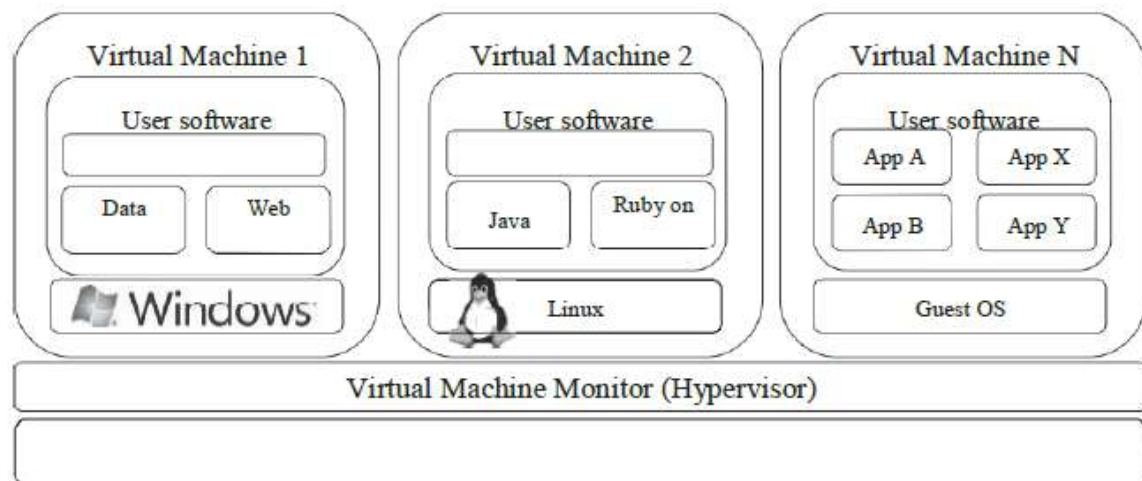 Virtual Machine 1
User software
Data
Web
Windows
Virtual Machine 2
User software
Java
Ruby on
Linux
Virtual Machine N
User software
App A
App X
App B
App Y
Guest OS
Virtual Machine Monitor (Hypervisor)